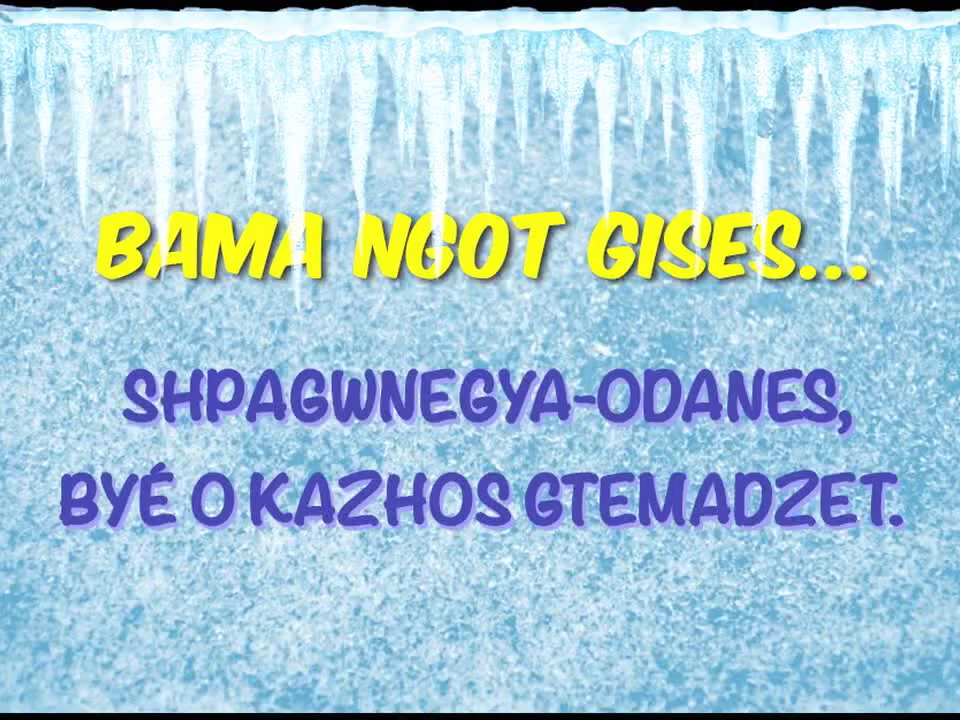 BAMA NGOT GISES...
SHPAGWNEGYA-ODANES,
BYÉ O KAZHOS GTEMADZET.